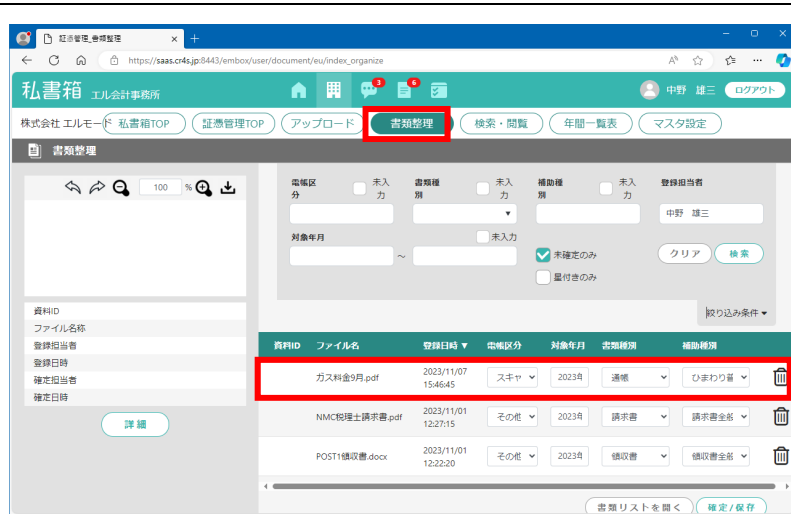 証憑管理_書類整理
https://saas.cr4s.jp:8443/embox/user/document/eu/index_organize
私書箱 エル会計事務所
3
6
中野 雄三 ログアウト
株式会社 エルモード 私書箱TOP 証憑管理TOP アップロード 書類整理 検索・閲覧 年間一覧表 マスタ設定
書類整理
100 %
電帳区分 未入力 書類種別 未入力 補助種別 未入力 登録担当者
中野 雄三
対象年月 未入力
～
未確定のみ
星付きのみ
クリア 検索
絞り込み条件▼
資料ID
ファイル名称
登録担当者
登録日時
確定担当者
確定日時
詳細
資料ID ファイル名 登録日時▼ 電帳区分 対象年月 書類種別 補助種別
ガス料金9月.pdf 2023/11/07 15:46:45 スキャ 2023年 通帳 ひまわり
NMC税理士請求書.pdf 2023/11/01 12:27:15 その他 2023年 請求書 請求書全般
POST1領収書.docx 2023/11/01 12:22:20 その他 2023年 領収書 領収書全般
書類リストを開く 確定/保存